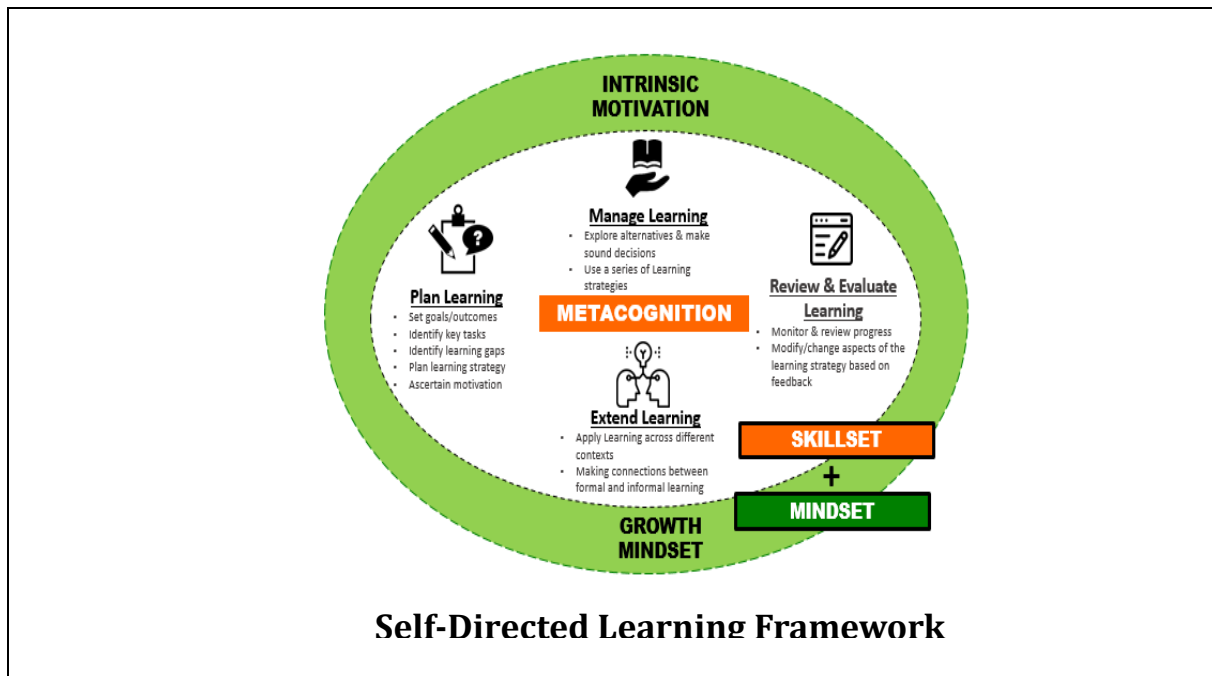 INTRINSIC
MOTIVATION
Manage Learning
• Explore alternatives & make
sound decisions
• Use a series of Learning
strategies
?
Plan Learning
• Set goals/outcomes
• Identify key tasks
• Identify learning gaps
• Plan learning strategy
• Ascertain motivation
METACOGNITION
Review & Evaluate
Learning
• Monitor & review progress
• Modify/change aspects of the
learning strategy based on
feedback
Extend Learning
• Apply Learning across different
contexts
• Making connections between
formal and informal learning
SKILLSET
+
MINDSET
GROWTH
MINDSET
Self-Directed Learning Framework